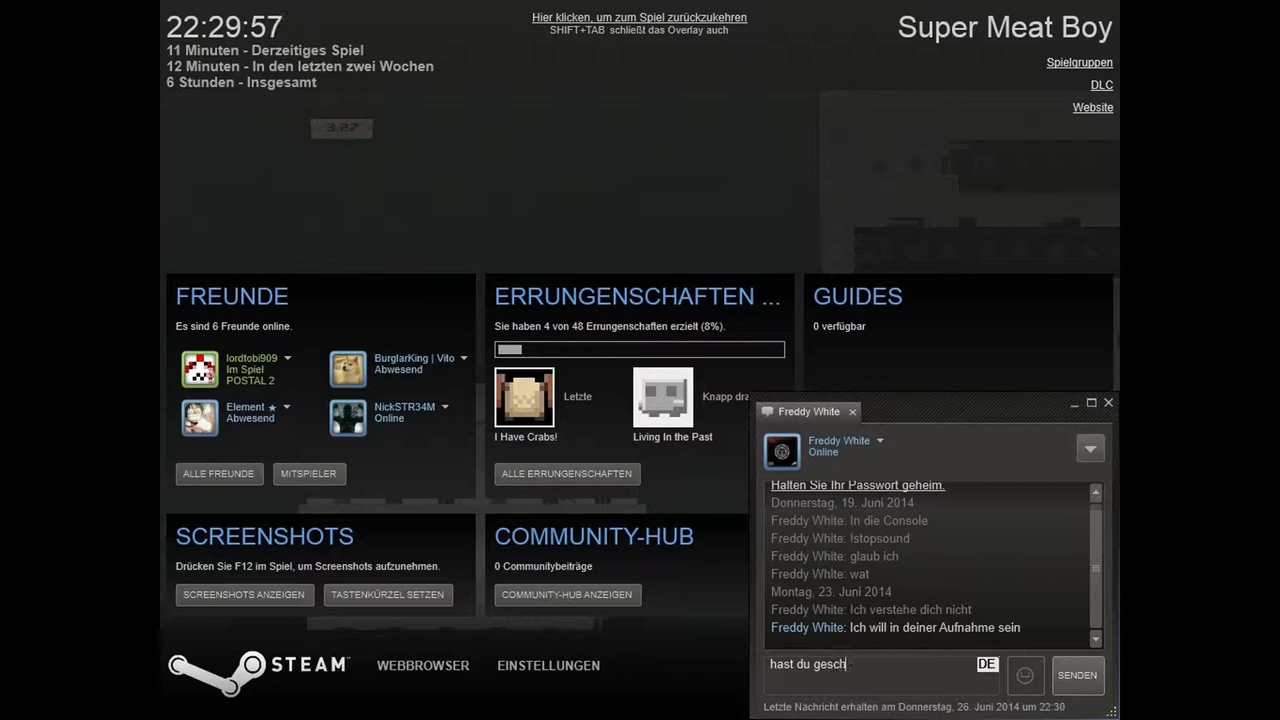 22:29:57
11 Minuten - Derzeitiges Spiel
12 Minuten - In den letzten zwei Wochen
6 Stunden - Insgesamt
Hier klicken, um zum Spiel zurückzukehren
SHIFT+TAB schließt das Overlay auch
Super Meat Boy
Spielgruppen
DLC
Website
3.27
FREUNDE
Es sind 6 Freunde online.
lordtobi909
Im Spiel
POSTAL 2
BurglarKing | Vito
Abwesend
Element ★
Abwesend
NickSTR34M
Online
ALLE FREUNDE
MITSPIELER
ERRUNGENSCHAFTEN ...
Sie haben 4 von 48 Errungenschaften erzielt (8%).
Letzte
I Have Crabs!
Knapp dra
Living In the Past
ALLE ERRUNGENSCHAFTEN
GUIDES
0 verfügbar
SCREENSHOTS
Drücken Sie F12 im Spiel, um Screenshots aufzunehmen.
SCREENSHOTS ANZEIGEN
TASTENKÜRZEL SETZEN
COMMUNITY-HUB
0 Communitybeiträge
COMMUNITY-HUB ANZEIGEN
Freddy White
Freddy White
Online
Halten Sie Ihr Passwort geheim.
Donnerstag, 19. Juni 2014
Freddy White: In die Console
Freddy White: !stopsound
Freddy White: glaub ich
Freddy White: wat
Montag, 23. Juni 2014
Freddy White: Ich verstehe dich nicht
Freddy White: Ich will in deiner Aufnahme sein
hast du gesch
DE
SENDEN
Letzte Nachricht erhalten am Donnerstag, 26. Juni 2014 um 22:30
STEAM™
WEBBROWSER
EINSTELLUNGEN